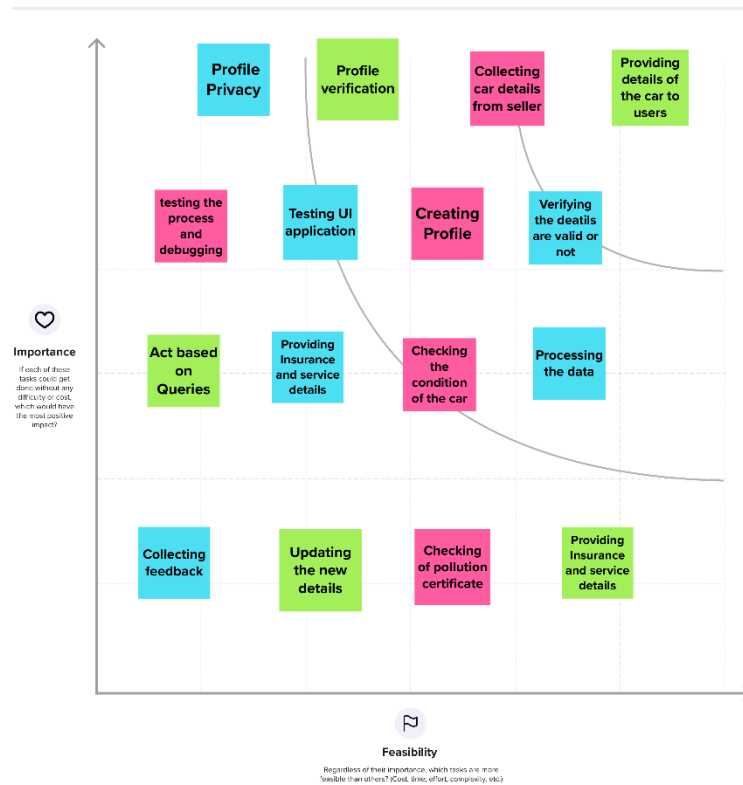 Profile
Privacy
Profile
verification
Collecting
car details
from seller
Providing
details of
the car to
users
testing the
process
and
debugging
Testing UI
application
Creating
Profile
Verifying
the deatils
are valid or
not
Importance
If each of these
tasks could get
done without any
difficulty or cost,
which would have
the most positive
impact?
Act based
on
Queries
Providing
Insurance
and service
details
Checking
the
condition
of the car
Processing
the data
Collecting
feedback
Updating
the new
details
Checking
of pollution
certificate
Providing
Insurance
and service
details
Feasibility
Regardless of their importance, which tasks are more
feasible than others? (Cost, time, effort, complexity, etc.)